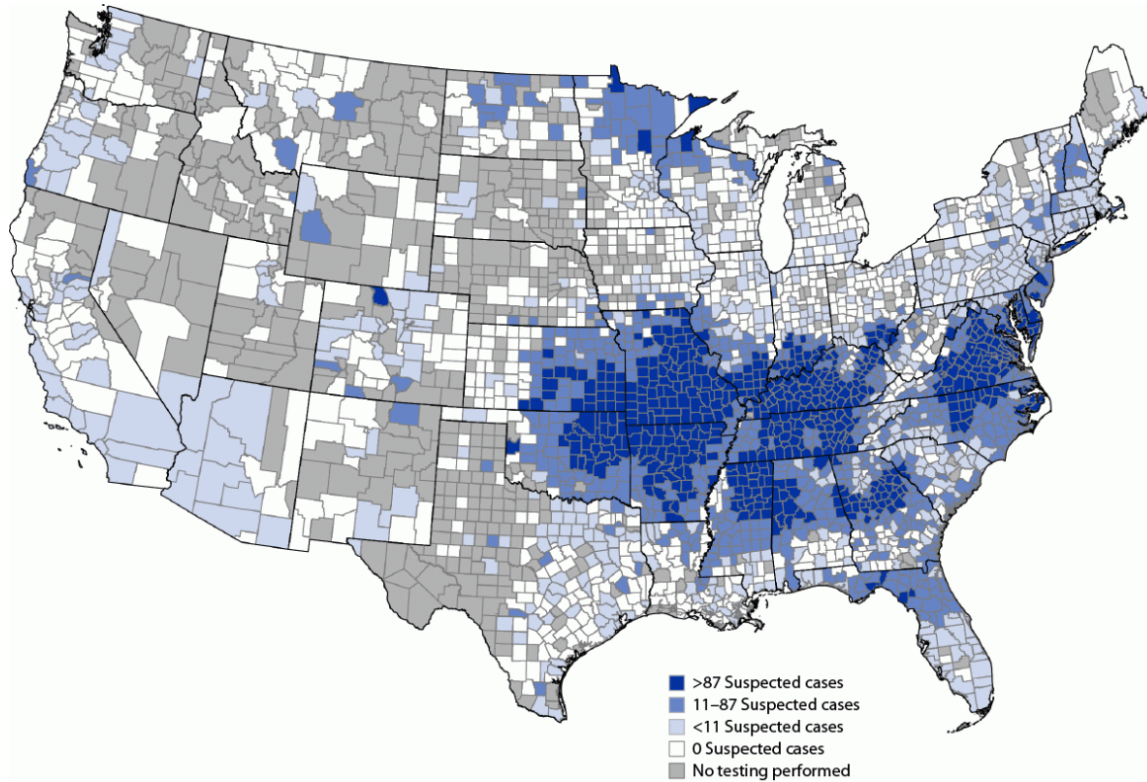 >87 Suspected cases
11–87 Suspected cases
<11 Suspected cases
0 Suspected cases
No testing performed